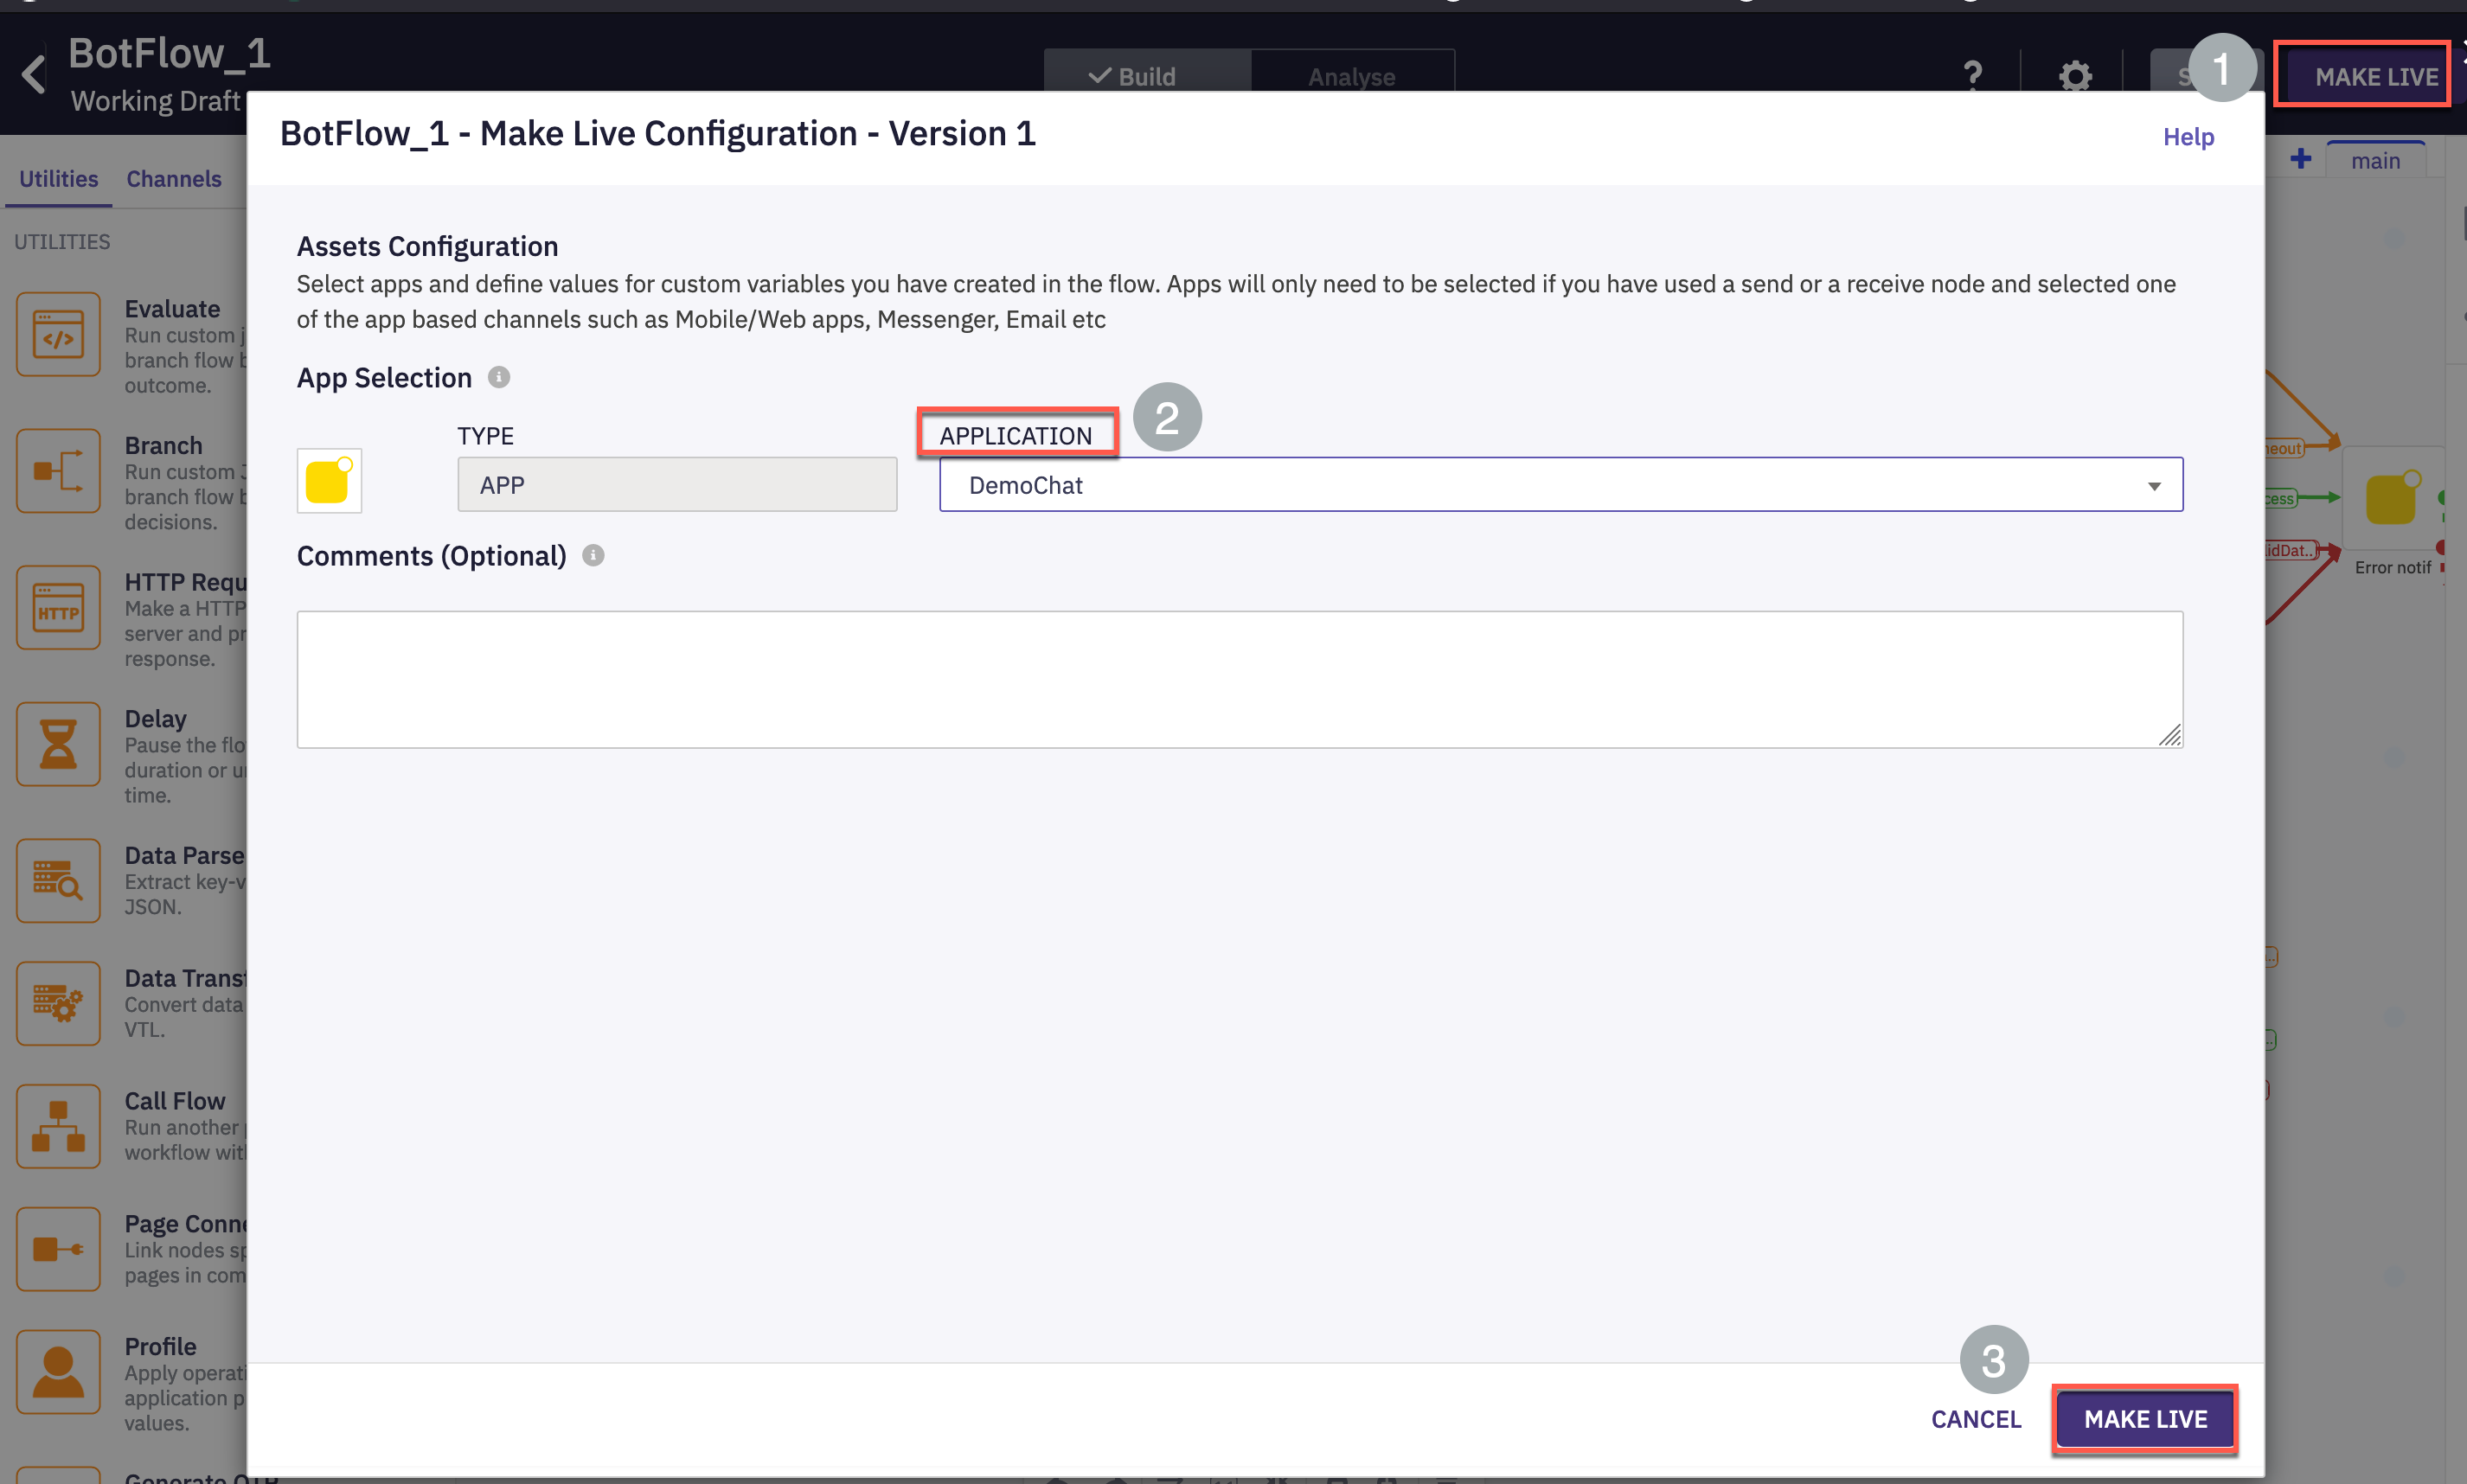 BotFlow_1
Working Draft
Build
Analyse
?
1
MAKE LIVE
BotFlow_1 - Make Live Configuration - Version 1
Help
main
Utilities
Channels
UTILITIES
Evaluate
Run custom j
branch flow b
outcome.
Branch
Run custom J
branch flow b
decisions.
HTTP Requ
Make a HTTP
server and pr
response.
HTTP
Delay
Pause the flo
duration or u
time.
Data Parse
Extract key-v
JSON.
Data Transf
Convert data
VTL.
Call Flow
Run another
workflow wit
Page Conne
Link nodes sp
pages in com
Profile
Apply operati
application p
values.
Assets Configuration
Select apps and define values for custom variables you have created in the flow. Apps will only need to be selected if you have used a send or a receive node and selected one
of the app based channels such as Mobile/Web apps, Messenger, Email etc
App Selection
TYPE
APPLICATION
2
APP
DemoChat
Comments (Optional)
eout
cess
idDat..
Error notif
3
CANCEL
MAKE LIVE